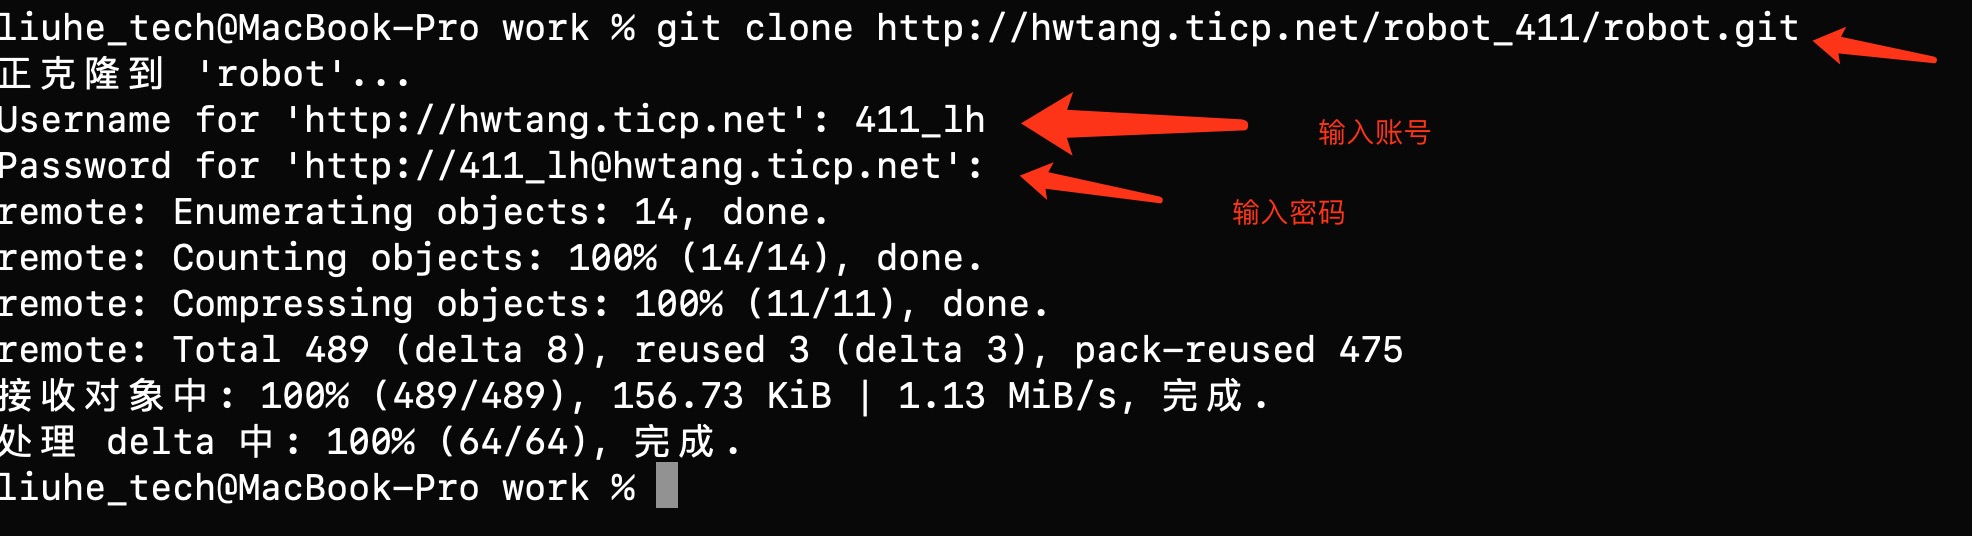 liuhe_tech@MacBook-Pro work % git clone http://hwtang.ticp.net/robot_411/robot.git
正克隆到 'robot'...
Username for 'http://hwtang.ticp.net': 411_lh
输入账号
Password for 'http://411_lh@hwtang.ticp.net':
输入密码
remote: Enumerating objects: 14, done.
remote: Counting objects: 100% (14/14), done.
remote: Compressing objects: 100% (11/11), done.
remote: Total 489 (delta 8), reused 3 (delta 3), pack-reused 475
接收对象中: 100% (489/489), 156.73 KiB | 1.13 MiB/s, 完成.
处理 delta 中: 100% (64/64), 完成.
liuhe_tech@MacBook-Pro work %